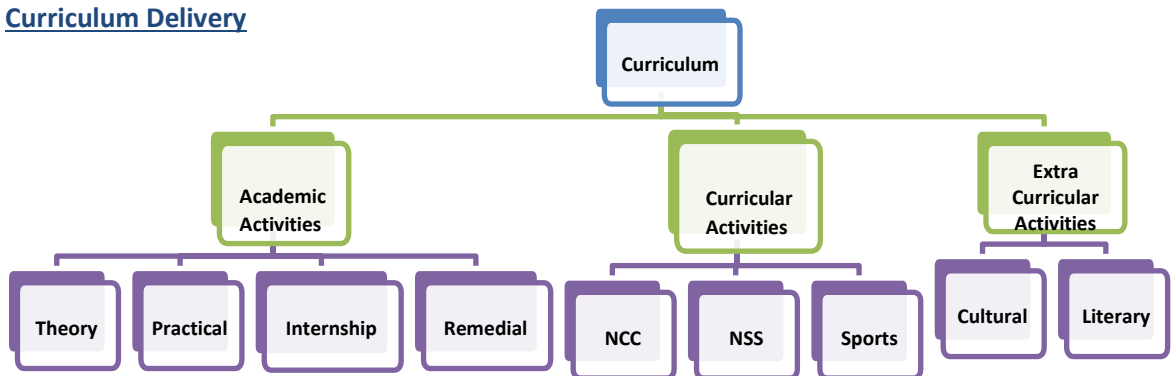 Curriculum Delivery
Curriculum
Academic
Activities
Curricular
Activities
Extra
Curricular
Activities
Theory
Practical
Internship
Remedial
NCC
NSS
Sports
Cultural
Literary